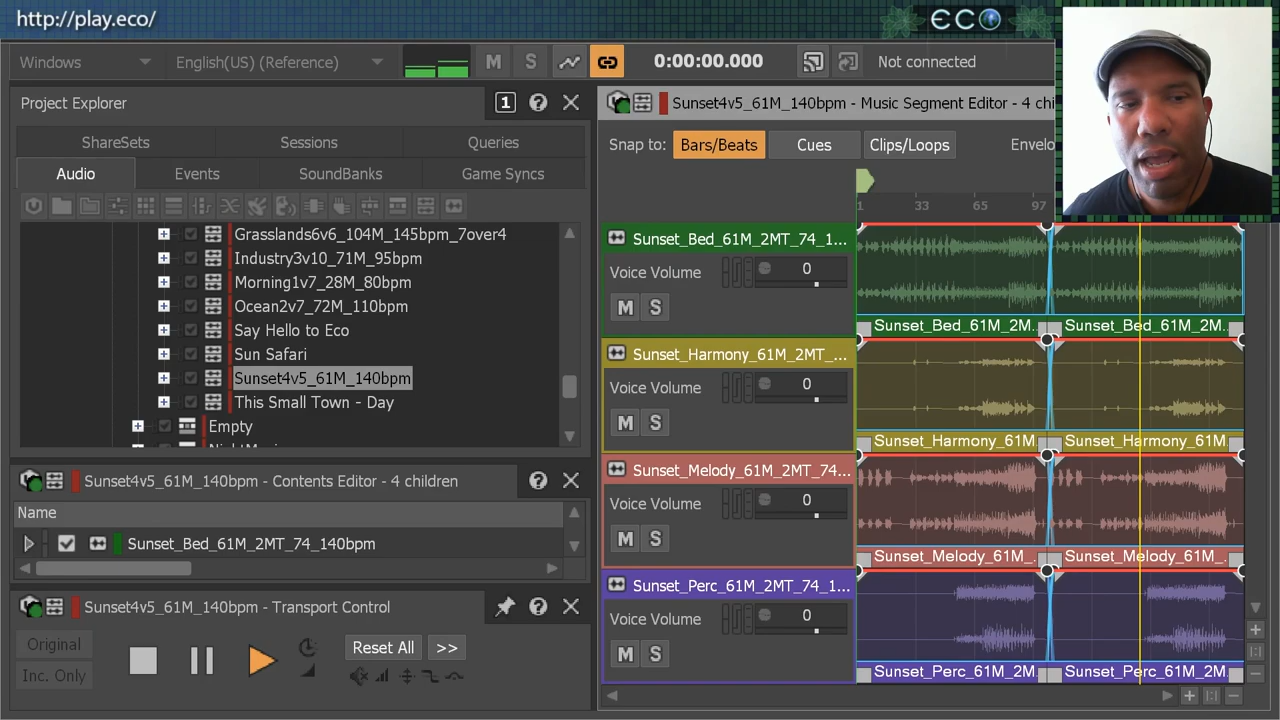 http://play.eco/
ECO
Windows
English(US) (Reference)
M
S
0:00:00.000
Not connected
Project Explorer
1
Sunset4v5_61M_140bpm - Music Segment Editor - 4 chi
ShareSets
Sessions
Queries
Snap to:
Bars/Beats
Cues
Clips/Loops
Envelo
Audio
Events
SoundBanks
Game Syncs
1
33
65
97
Grasslands6v6_104M_145bpm_7over4
Industry3v10_71M_95bpm
Morning1v7_28M_80bpm
Ocean2v7_72M_110bpm
Say Hello to Eco
Sun Safari
Sunset4v5_61M_140bpm
This Small Town - Day
Empty
Sunset_Bed_61M_2MT_74_1...
Voice Volume
0
M
S
Sunset_Bed_61M_2M...
Sunset_Bed_61M_2M...
Sunset_Harmony_61M_2MT_...
Voice Volume
0
M
S
Sunset_Harmony_61M...
Sunset_Harmony_61M...
Sunset4v5_61M_140bpm - Contents Editor - 4 children
Name
Sunset_Bed_61M_2MT_74_140bpm
Sunset_Melody_61M_2MT_74...
Voice Volume
0
M
S
Sunset_Melody_61M_...
Sunset_Melody_61M_...
Sunset4v5_61M_140bpm - Transport Control
Original
Inc. Only
Reset All
>>
Sunset_Perc_61M_2MT_74_1...
Voice Volume
0
M
S
Sunset_Perc_61M_2M...
Sunset_Perc_61M_2M...